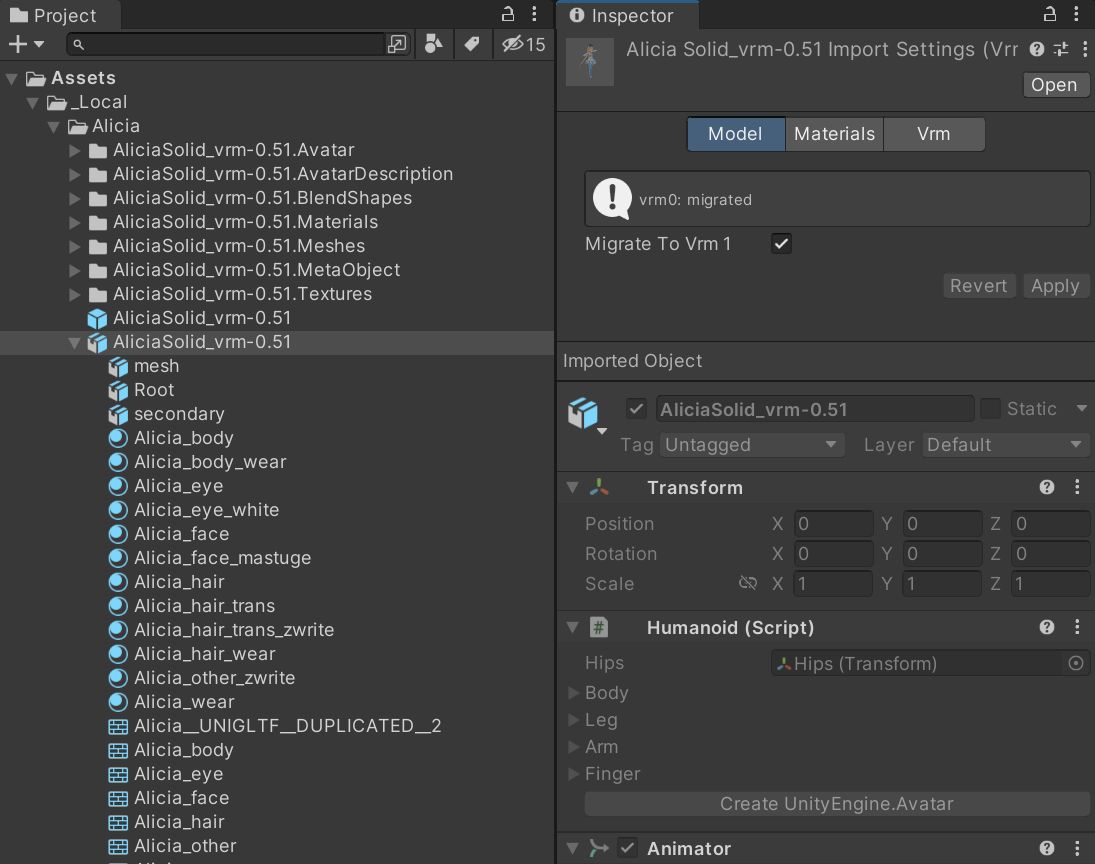 Project
15
Assets
_Local
Alicia
AliciaSolid_vrm-0.51.Avatar
AliciaSolid_vrm-0.51.AvatarDescription
AliciaSolid_vrm-0.51.BlendShapes
AliciaSolid_vrm-0.51.Materials
AliciaSolid_vrm-0.51.Meshes
AliciaSolid_vrm-0.51.MetaObject
AliciaSolid_vrm-0.51.Textures
AliciaSolid_vrm-0.51
AliciaSolid_vrm-0.51
mesh
Root
secondary
Alicia_body
Alicia_body_wear
Alicia_eye
Alicia_eye_white
Alicia_face
Alicia_face_mastuge
Alicia_hair
Alicia_hair_trans
Alicia_hair_trans_zwrite
Alicia_hair_wear
Alicia_other_zwrite
Alicia_wear
Alicia__UNIGLTF__DUPLICATED__2
Alicia_body
Alicia_eye
Alicia_face
Alicia_hair
Alicia_other
Inspector
Alicia Solid_vrm-0.51 Import Settings (Vrr
Open
Model Materials Vrm
vrm0: migrated
Migrate To Vrm 1
Revert Apply
Imported Object
AliciaSolid_vrm-0.51 Static
Tag Untagged Layer Default
Transform
Position X 0 Y 0 Z 0
Rotation X 0 Y 0 Z 0
Scale X 1 Y 1 Z 1
# Humanoid (Script)
Hips Hips (Transform)
Body
Leg
Arm
Finger
Create UnityEngine.Avatar
Animator